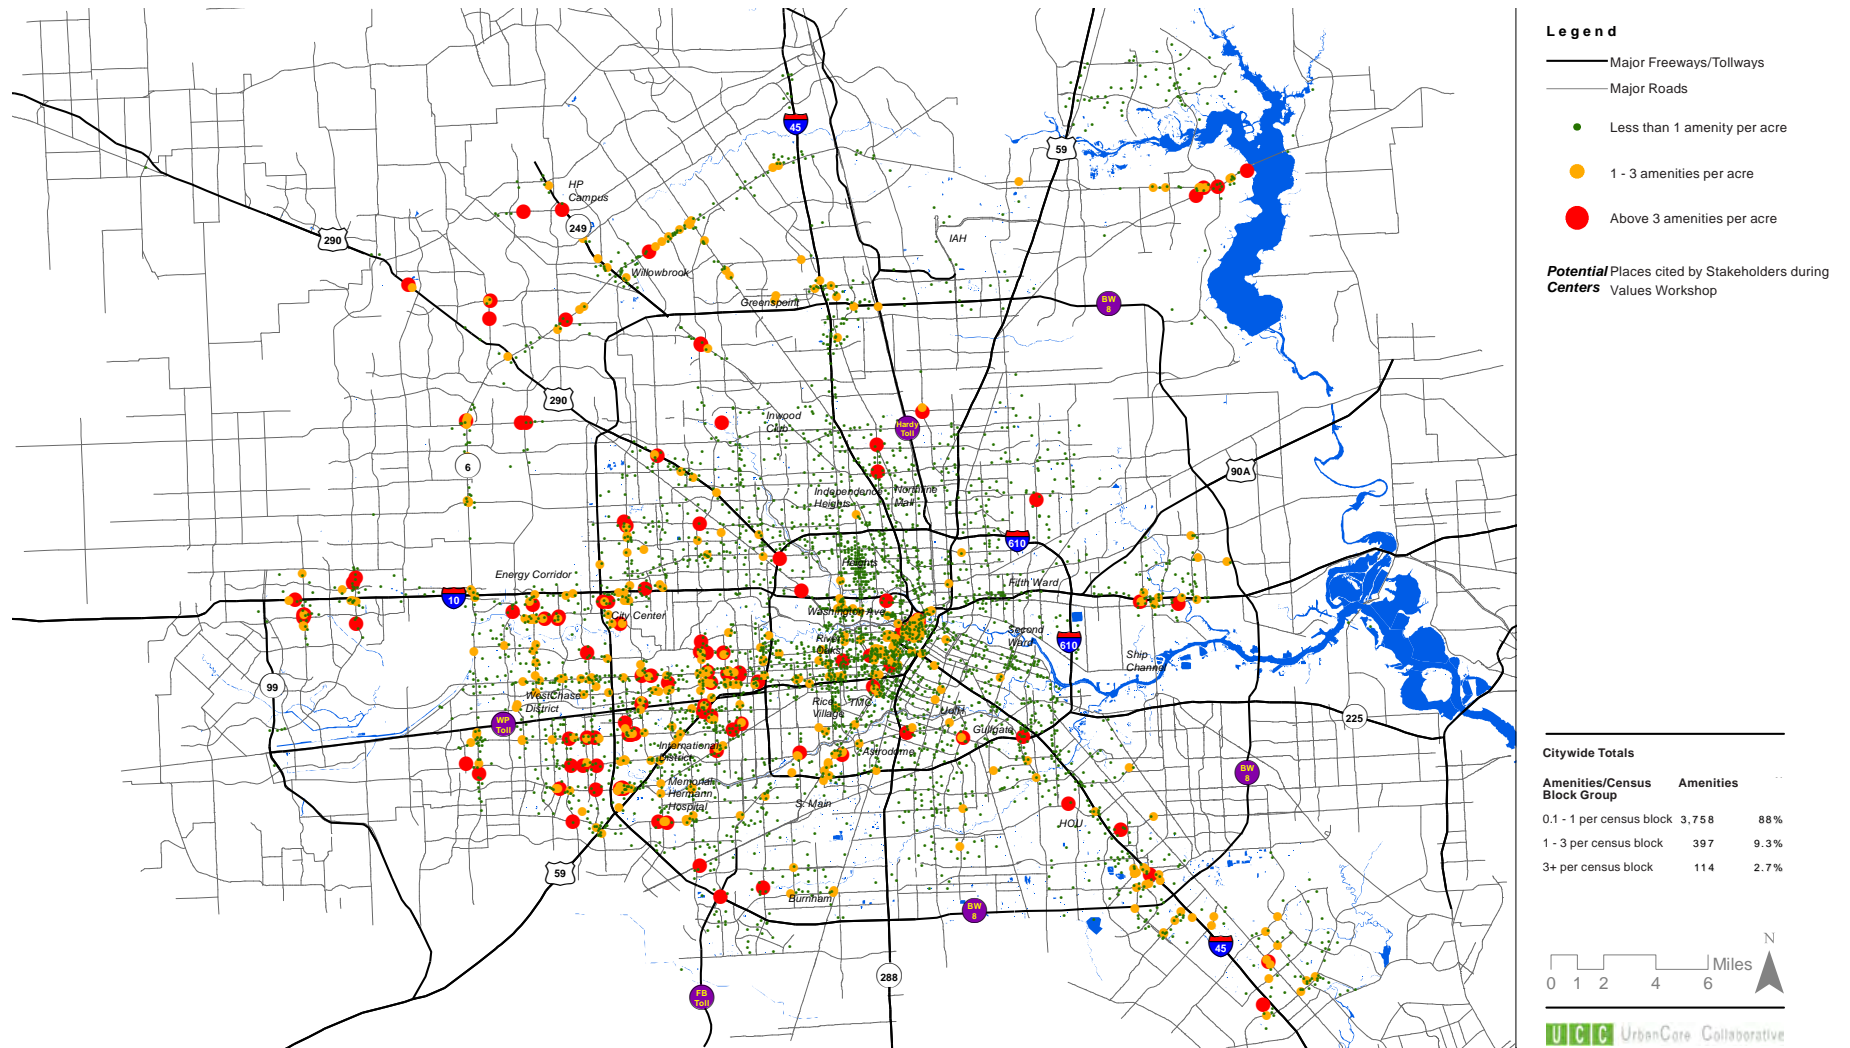 45
59
HP
Campus
249
290
IAH
Willowbrook
Greenspoint
BW
8
290
Inwood
Club
Hardy
Toll
6
90A
Independence
Heights
Northline
Mall
610
Heights
Energy Corridor
Fifth Ward
10
Washington Ave
City Center
River
Oaks
Second
Ward
610
Ship
Channel
99
WestChase
District
Rice
Village
TMC
UofH
WP
Toll
225
Gulfgate
International
District
Astrodome
BW
8
Memorial
Hermann
Hospital
S. Main
HOU
59
Burnham
BW
8
45
288
FB
Toll
Legend
Major Freeways/Tollways
Major Roads
Less than 1 amenity per acre
1 - 3 amenities per acre
Above 3 amenities per acre
Potential Places cited by Stakeholders during
Centers Values Workshop
Citywide Totals
Amenities/Census Amenities
Block Group
0.1 - 1 per census block 3,758 88%
1 - 3 per census block 397 9.3%
3+ per census block 114 2.7%
N
Miles
0 1 2 4 6
UCC UrbanCore Collaborative